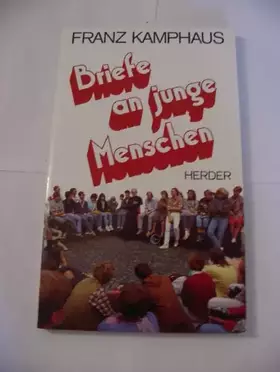 FRANZ KAMPHAUS
Briefe
an junge
Menschen
HERDER